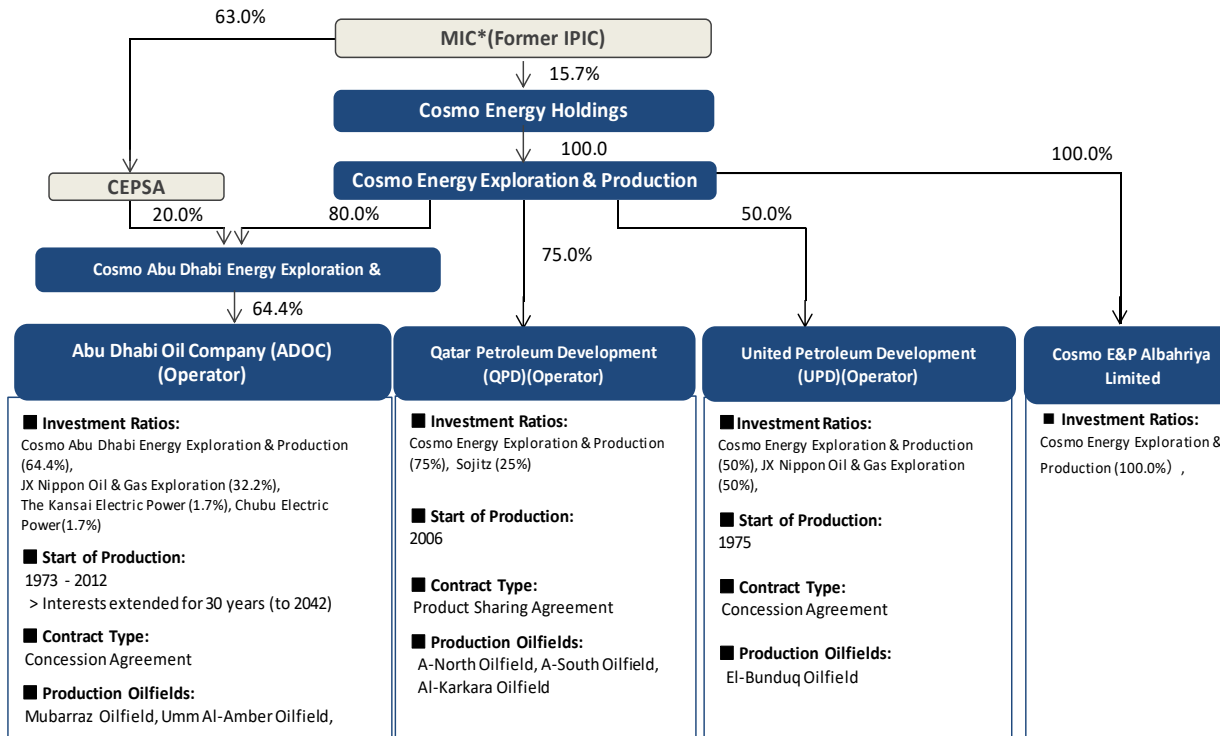 63.0%
MIC*(Former IPIC)
15.7%
Cosmo Energy Holdings
100.0
100.0%
Cosmo Energy Exploration & Production
CEPSA
20.0%
80.0%
50.0%
75.0%
Cosmo Abu Dhabi Energy Exploration &
64.4%
Abu Dhabi Oil Company (ADOC)
(Operator)
■ Investment Ratios:
Cosmo Abu Dhabi Energy Exploration & Production
(64.4%),
JX Nippon Oil & Gas Exploration (32.2%),
The Kansai Electric Power (1.7%), Chubu Electric
Power(1.7%)
■ Start of Production:
1973 - 2012
> Interests extended for 30 years (to 2042)
■ Contract Type:
Concession Agreement
■ Production Oilfields:
Mubarraz Oilfield, Umm Al-Amber Oilfield,
Qatar Petroleum Development
(QPD)(Operator)
■ Investment Ratios:
Cosmo Energy Exploration & Production
(75%), Sojitz (25%)
■ Start of Production:
2006
■ Contract Type:
Product Sharing Agreement
■ Production Oilfields:
A-North Oilfield, A-South Oilfield,
Al-Karkara Oilfield
United Petroleum Development
(UPD)(Operator)
■ Investment Ratios:
Cosmo Energy Exploration & Production
(50%), JX Nippon Oil & Gas Exploration
(50%),
■ Start of Production:
1975
■ Contract Type:
Concession Agreement
■ Production Oilfields:
El-Bunduq Oilfield
Cosmo E&P Albahriya
Limited
■ Investment Ratios:
Cosmo Energy Exploration &
Production (100.0%) ,